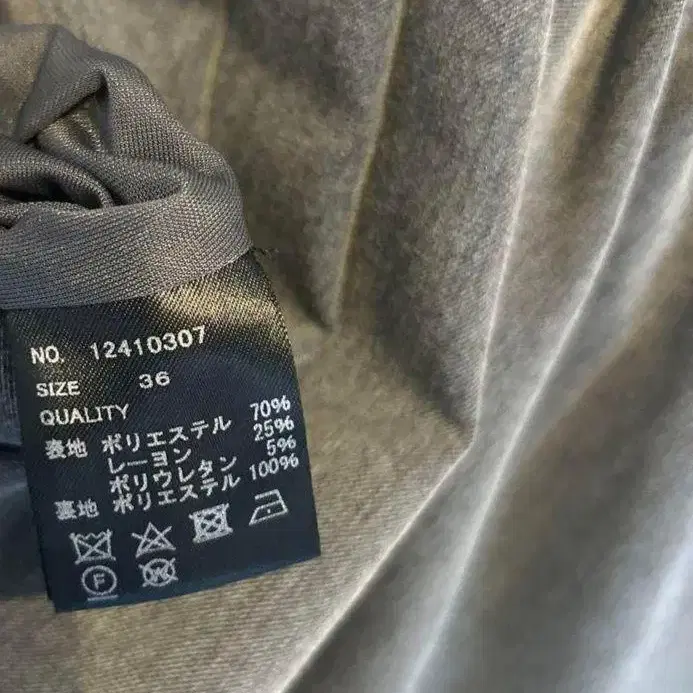 NO. 12410307
SIZE 36
QUALITY
表地 ポリエステル 70%
レーヨン 25%
ポリウレタン 5%
裏地 ポリエステル 100%
F
W